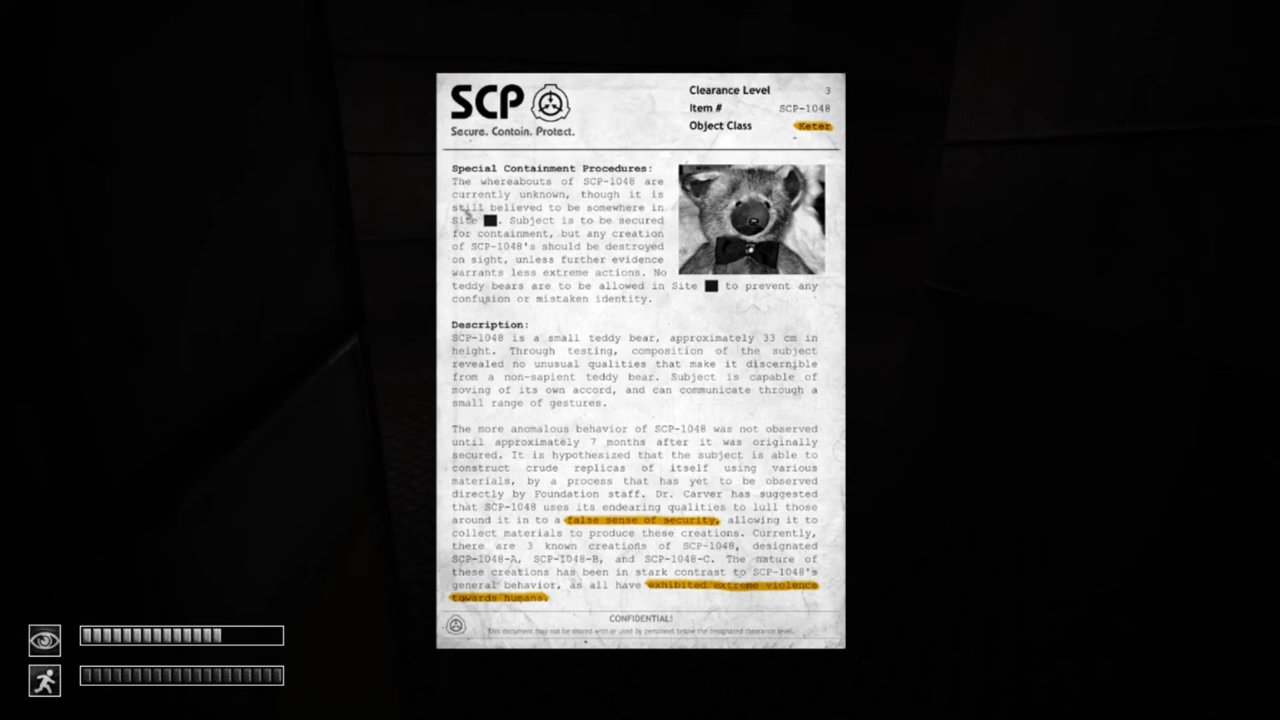 SCP
Secure. Contain. Protect.
Clearance Level 3
Item # SCP-1048
Object Class Keter
Special Containment Procedures:
The whereabouts of SCP-1048 are
currently unknown, though it is
still believed to be somewhere in
Site ■. Subject is to be secured
for containment, but any creation
of SCP-1048's should be destroyed
on sight, unless further evidence
warrants less extreme actions. No
teddy bears are to be allowed in Site ■ to prevent any
confusion or mistaken identity.
Description:
SCP-1048 is a small teddy bear, approximately 33 cm in
height. Through testing, composition of the subject
revealed no unusual qualities that make it discernible
from a non-sapient teddy bear. Subject is capable of
moving of its own accord, and can communicate through a
small range of gestures.
The more anomalous behavior of SCP-1048 was not observed
until approximately 7 months after it was originally
secured. It is hypothesized that the subject is able to
construct crude replicas of itself using various
materials, by a process that has yet to be observed
directly by Foundation staff. Dr. Carver has suggested
that SCP-1048 uses its endearing qualities to lull those
around it in to a false sense of security, allowing it to
collect materials to produce these creations. Currently,
there are 3 known creations of SCP-1048, designated
SCP-1048-A, SCP-1048-B, and SCP-1048-C. The nature of
these creations has been in stark contrast to SCP-1048's
general behavior, as all have exhibited extreme violence
towards humans.
CONFIDENTIAL!
This document may not be shared with or used by personnel below the designated clearance level.